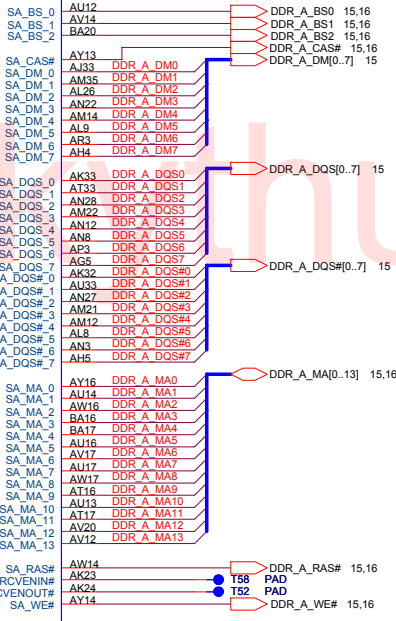 SA_BS_0 AU12 DDR_A_BS0 15,16
SA_BS_1 AV14 DDR_A_BS1 15,16
SA_BS_2 BA20 DDR_A_BS2 15,16
DDR_A_CAS# 15,16
SA_CAS# AY13 DDR_A_DM[0..7] 15
SA_DM_0 AJ33 DDR_A_DM0
SA_DM_1 AM35 DDR_A_DM1
SA_DM_2 AL26 DDR_A_DM2
SA_DM_3 AN22 DDR_A_DM3
SA_DM_4 AM14 DDR_A_DM4
SA_DM_5 AL9 DDR_A_DM5
SA_DM_6 AR3 DDR_A_DM6
SA_DM_7 AH4 DDR_A_DM7
DDR_A_DQS[0..7] 15
SA_DQS_0 AK33 DDR_A_DQS0
SA_DQS_1 AT33 DDR_A_DQS1
SA_DQS_2 AN28 DDR_A_DQS2
SA_DQS_3 AM22 DDR_A_DQS3
SA_DQS_4 AN12 DDR_A_DQS4
SA_DQS_5 AN8 DDR_A_DQS5
SA_DQS_6 AP3 DDR_A_DQS6
SA_DQS_7 AG5 DDR_A_DQS7
A_DQS#_0 AK32 DDR_A_DQS#0 DDR_A_DQS#[0..7] 15
A_DQS#_1 AU33 DDR_A_DQS#1
A_DQS#_2 AN27 DDR_A_DQS#2
A_DQS#_3 AM21 DDR_A_DQS#3
A_DQS#_4 AM12 DDR_A_DQS#4
A_DQS#_5 AL8 DDR_A_DQS#5
A_DQS#_6 AN3 DDR_A_DQS#6
A_DQS#_7 AH5 DDR_A_DQS#7
DDR_A_MA[0..13] 15,16
SA_MA_0 AY16 DDR_A_MA0
SA_MA_1 AU14 DDR_A_MA1
SA_MA_2 AW16 DDR_A_MA2
SA_MA_3 BA16 DDR_A_MA3
SA_MA_4 BA17 DDR_A_MA4
SA_MA_5 AU16 DDR_A_MA5
SA_MA_6 AV17 DDR_A_MA6
SA_MA_7 AU17 DDR_A_MA7
SA_MA_8 AW17 DDR_A_MA8
SA_MA_9 AT16 DDR_A_MA9
SA_MA_10 AU13 DDR_A_MA10
SA_MA_11 AT17 DDR_A_MA11
SA_MA_12 AV20 DDR_A_MA12
SA_MA_13 AV12 DDR_A_MA13
SA_RAS# AW14 DDR_A_RAS# 15,16
RCVENIN# AK23 T58 PAD
CVENOUT# AK24 T52 PAD
SA_WE# AY14 DDR_A_WE# 15,16